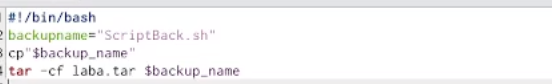 #!/bin/bash
backupname="ScriptBack.sh"
cp"$backup_name"
tar -cf laba.tar $backup_name